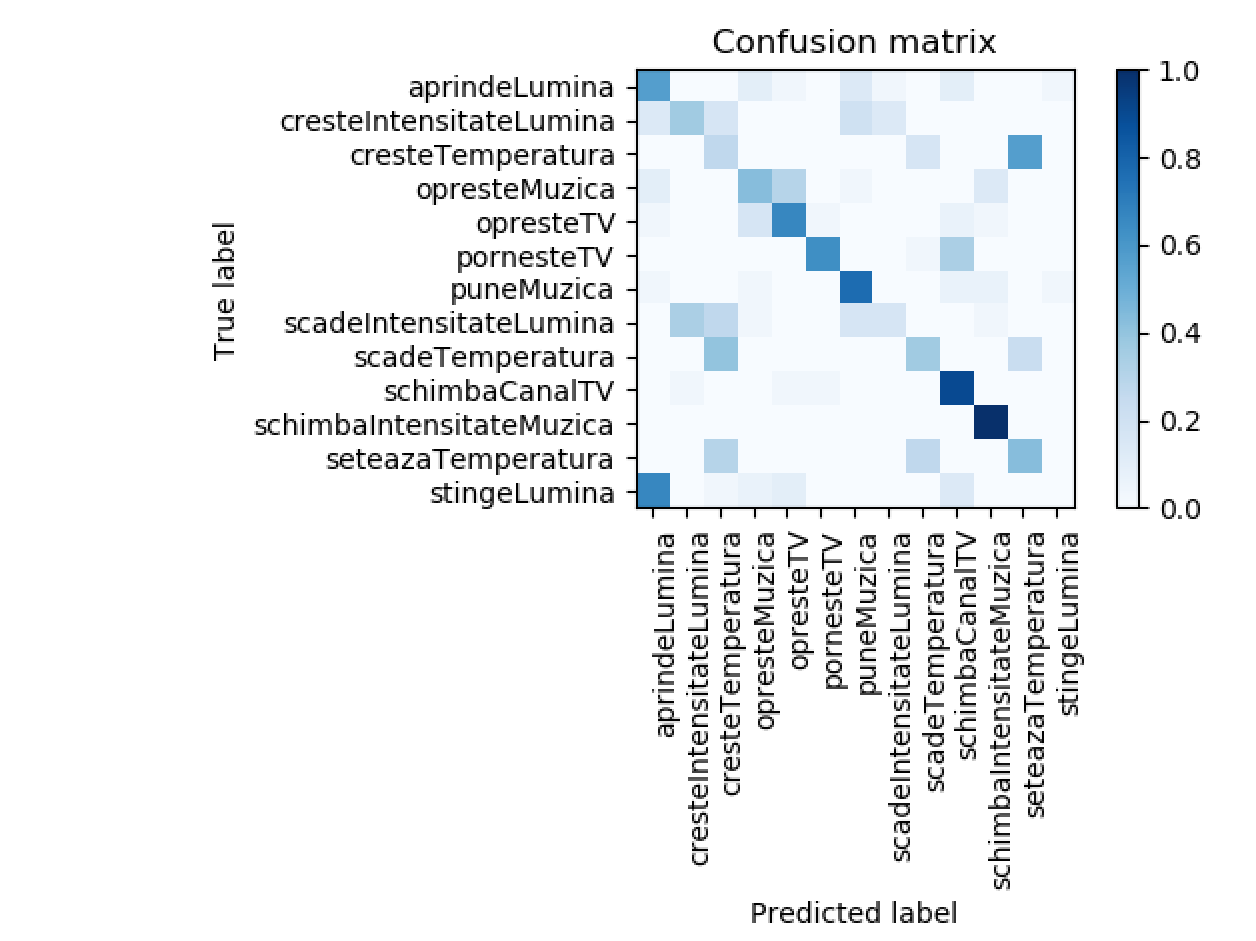 Confusion matrix
True label
aprindeLumina
cresteIntensitateLumina
cresteTemperatura
opresteMuzica
opresteTV
pornesteTV
puneMuzica
scadeIntensitateLumina
scadeTemperatura
schimbaCanalTV
schimbaIntensitateMuzica
seteazaTemperatura
stingeLumina
1.0
0.8
0.6
0.4
0.2
0.0
aprindeLumina
cresteIntensitateLumina
cresteTemperatura
opresteMuzica
opresteTV
pornesteTV
puneMuzica
scadeIntensitateLumina
scadeTemperatura
schimbaCanalTV
schimbaIntensitateMuzica
seteazaTemperatura
stingeLumina
Predicted label